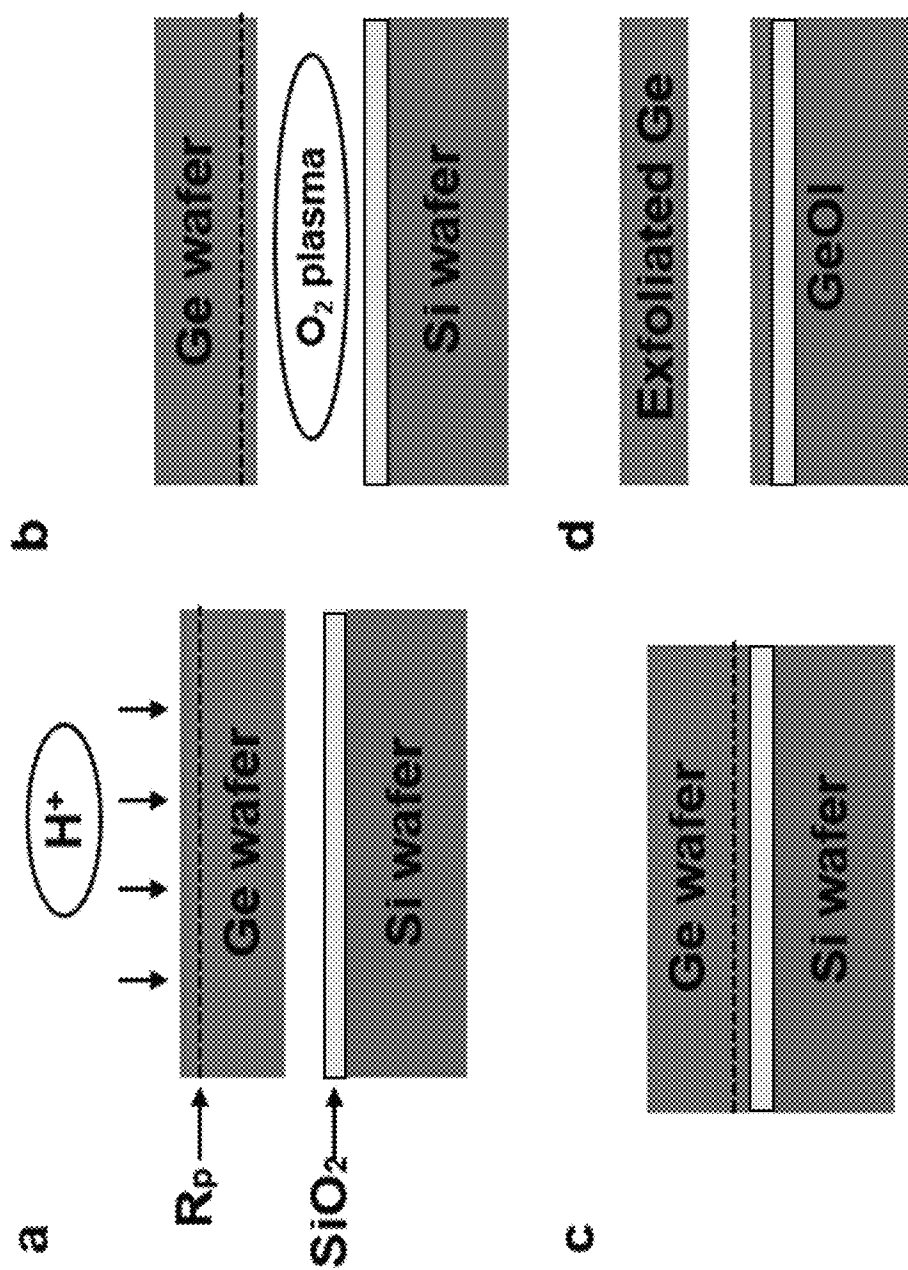 a
H⁺
Rₚ
Ge wafer
SiO₂
Si wafer
b
Ge wafer
O₂ plasma
Si wafer
c
Ge wafer
Si wafer
d
Exfoliated Ge
GeOI